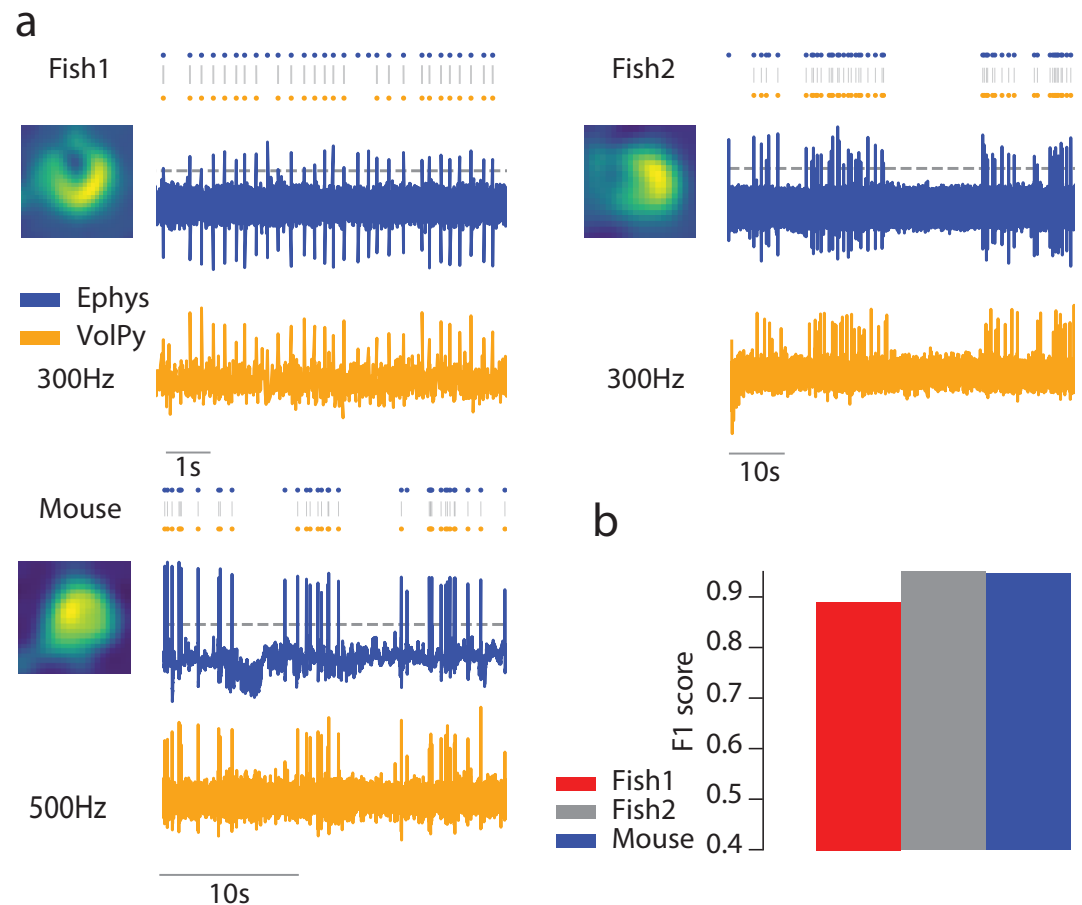 a
Fish1
Fish2
Ephys
VolPy
300Hz
300Hz
1s
10s
Mouse
500Hz
10s
b
0.9
0.8
0.7
0.6
0.5
0.4
F1 score
Fish1
Fish2
Mouse